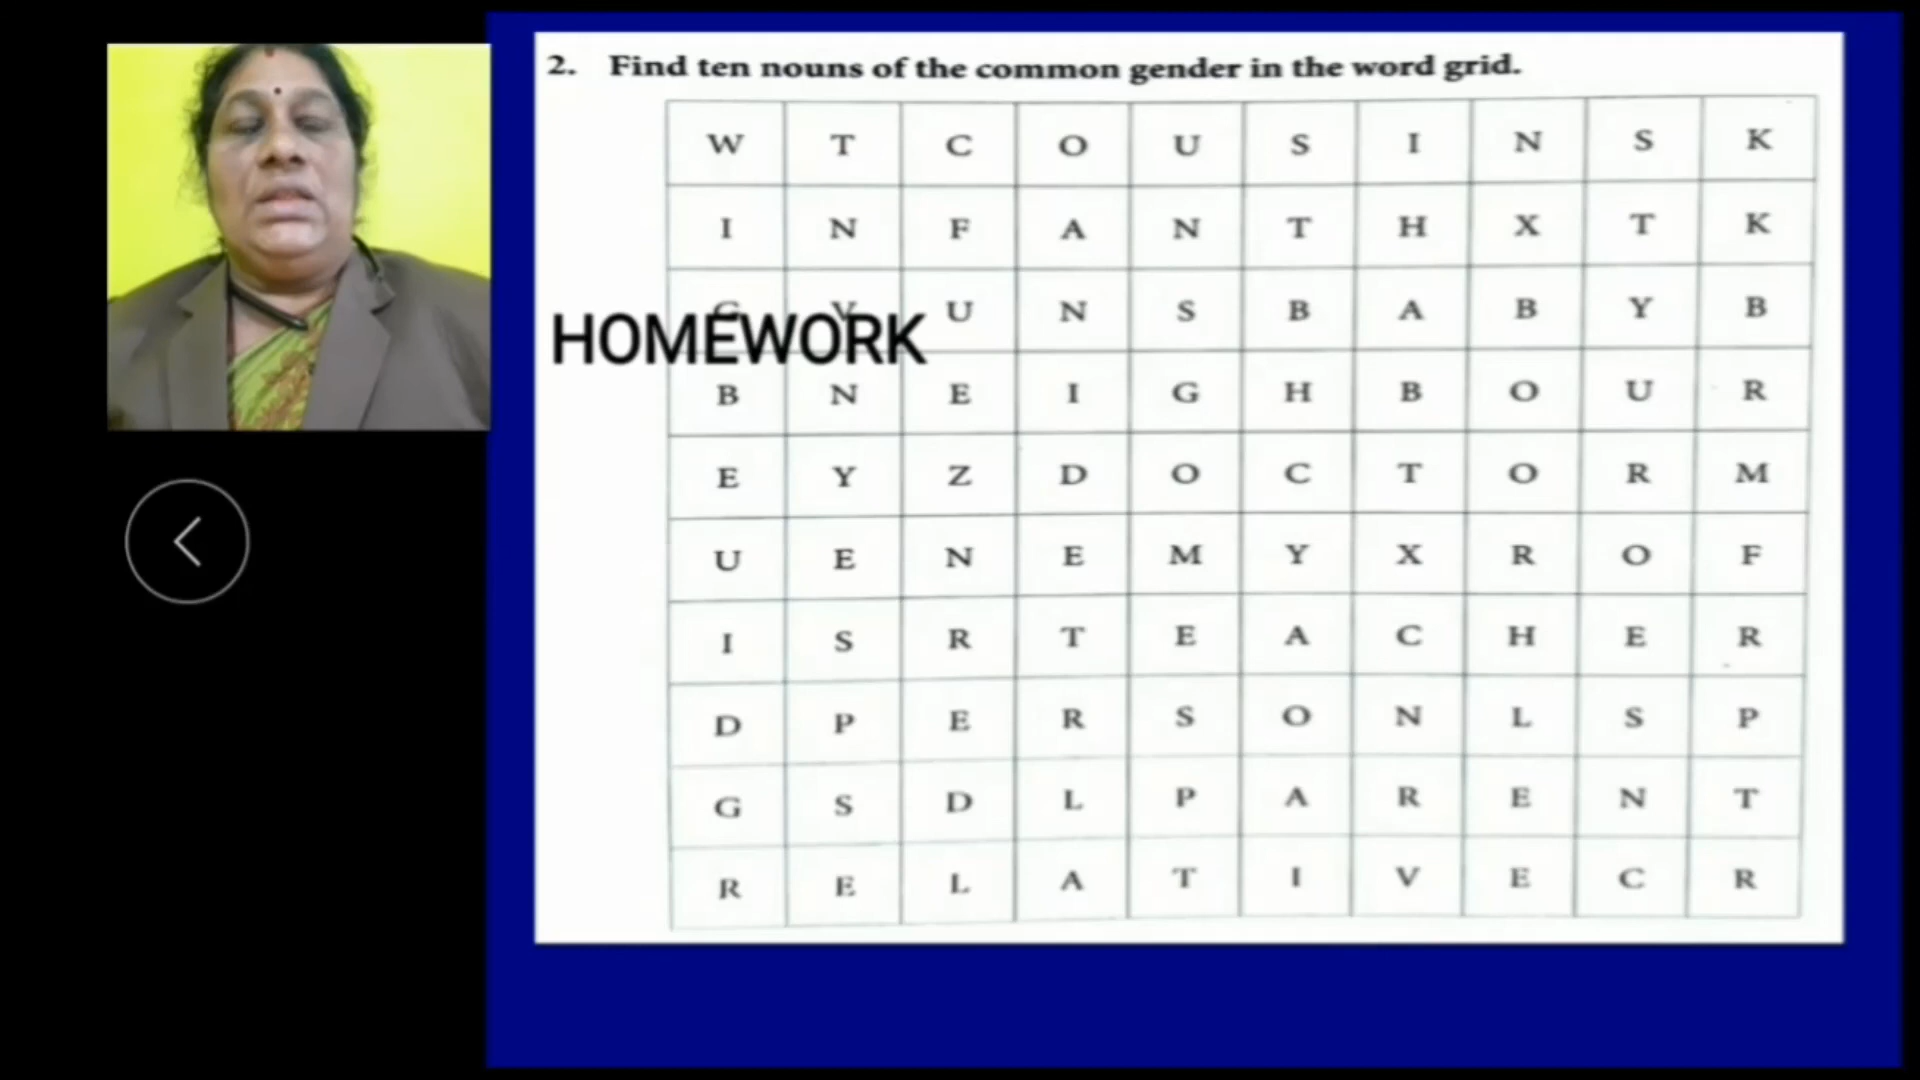 2. Find ten nouns of the common gender in the word grid.
W T C O U S I N S K
I N F A N T H X T K
G V U N S B A B Y B
HOMEWORK
B N E I G H B O U R
E Y Z D O C T O R M
U E N E M Y X R O F
I S R T E A C H E R
D P E R S O N L S P
G S D L P A R E N T
R E L A T I V E C R